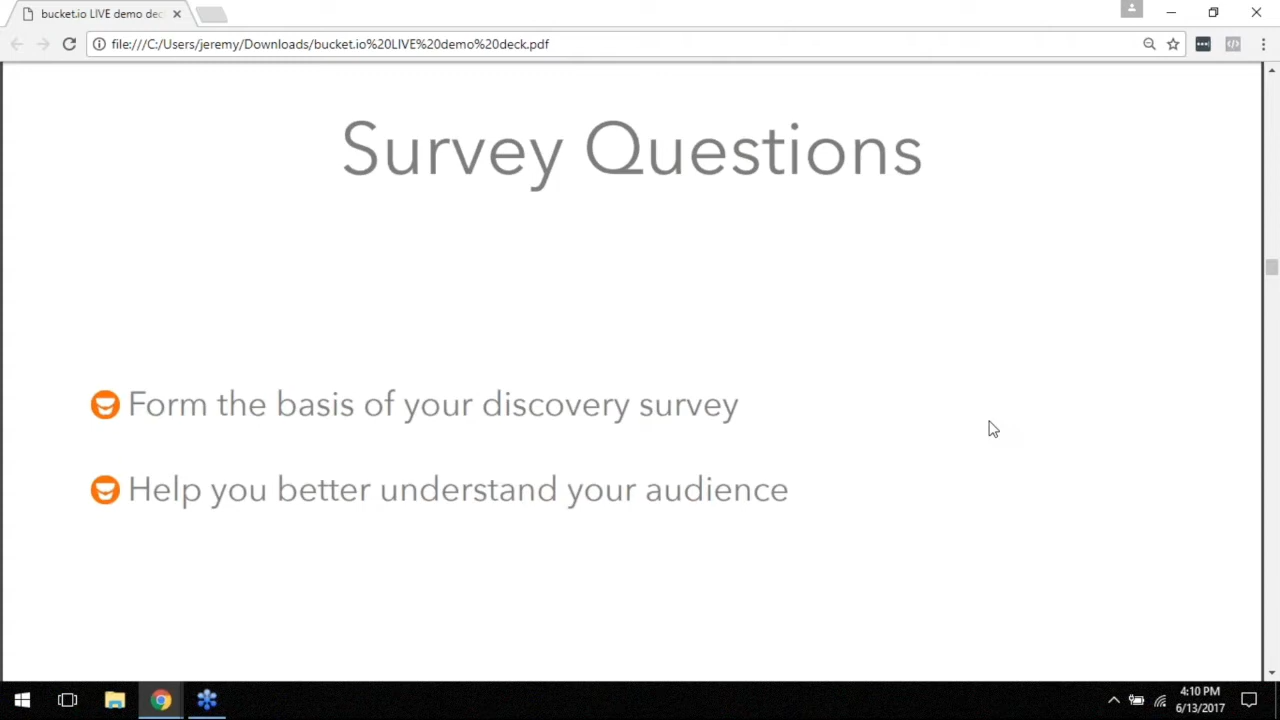 bucket.io LIVE demo dec
file:///C:/Users/jeremy/Downloads/bucket.io%20LIVE%20demo%20deck.pdf
Survey Questions
Form the basis of your discovery survey
Help you better understand your audience
4:10 PM
6/13/2017